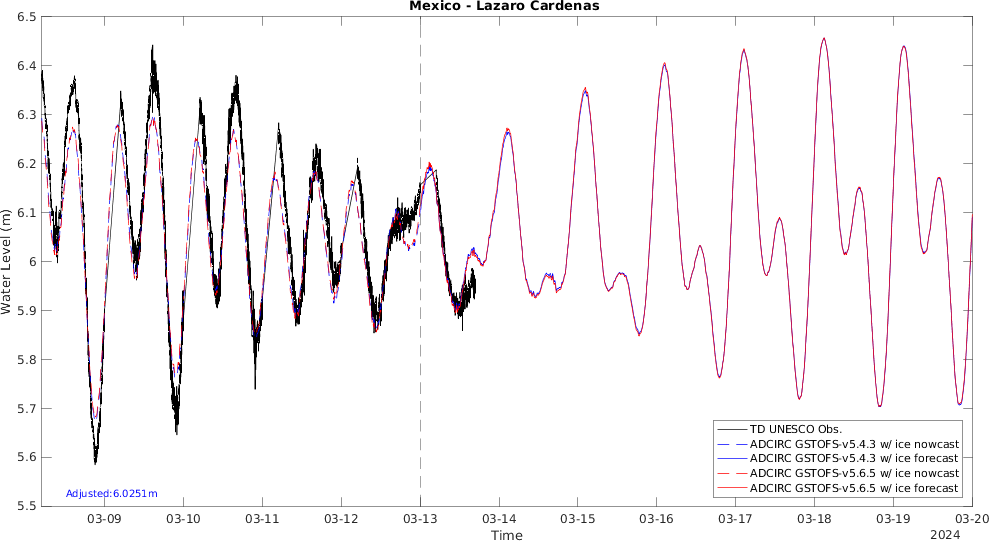 Mexico - Lazaro Cardenas
6.5
6.4
6.3
6.2
6.1
6
5.9
5.8
5.7
5.6
5.5
Water Level (m)
TD UNESCO Obs.
ADCIRC GSTOFS-v5.4.3 w/ ice nowcast
ADCIRC GSTOFS-v5.4.3 w/ ice forecast
ADCIRC GSTOFS-v5.6.5 w/ ice nowcast
ADCIRC GSTOFS-v5.6.5 w/ ice forecast
Adjusted:6.0251m
03-09 03-10 03-11 03-12 03-13 03-14 03-15 03-16 03-17 03-18 03-19 03-20
Time
2024